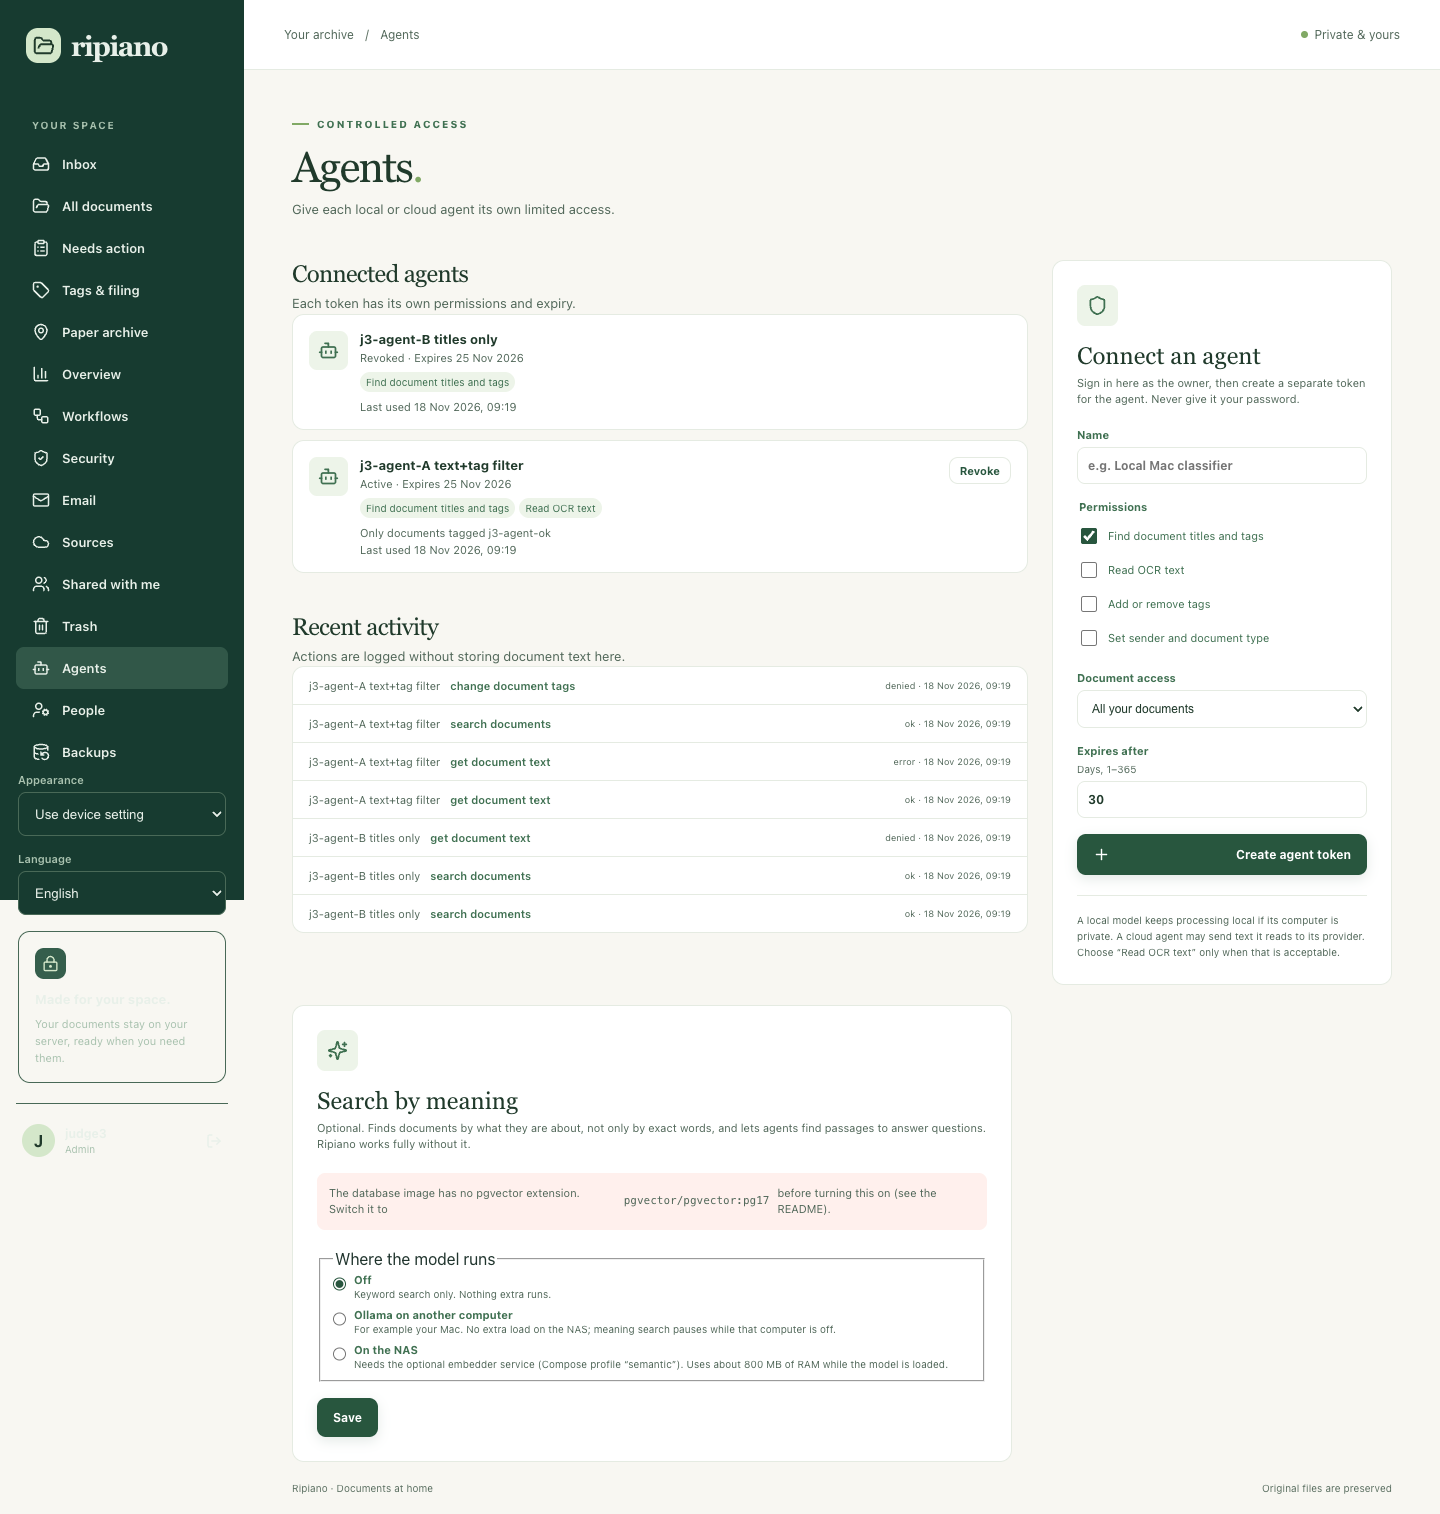 ripiano
YOUR SPACE
Inbox
All documents
Needs action
Tags & filing
Paper archive
Overview
Workflows
Security
Email
Sources
Shared with me
Trash
Agents
People
Backups
Appearance
Use device setting
Language
English
Made for your space.
Your documents stay on your
server, ready when you need
them.
J
judge3
Admin
Your archive / Agents
Private & yours
CONTROLLED ACCESS
Agents.
Give each local or cloud agent its own limited access.
Connected agents
Each token has its own permissions and expiry.
j3-agent-B titles only
Revoked · Expires 25 Nov 2026
Find document titles and tags
Last used 18 Nov 2026, 09:19
j3-agent-A text+tag filter
Revoke
Active · Expires 25 Nov 2026
Find document titles and tags Read OCR text
Only documents tagged j3-agent-ok
Last used 18 Nov 2026, 09:19
Recent activity
Actions are logged without storing document text here.
j3-agent-A text+tag filter change document tags denied · 18 Nov 2026, 09:19
j3-agent-A text+tag filter search documents ok · 18 Nov 2026, 09:19
j3-agent-A text+tag filter get document text error · 18 Nov 2026, 09:19
j3-agent-A text+tag filter get document text ok · 18 Nov 2026, 09:19
j3-agent-B titles only get document text denied · 18 Nov 2026, 09:19
j3-agent-B titles only search documents ok · 18 Nov 2026, 09:19
j3-agent-B titles only search documents ok · 18 Nov 2026, 09:19
Connect an agent
Sign in here as the owner, then create a separate token
for the agent. Never give it your password.
Name
e.g. Local Mac classifier
Permissions
Find document titles and tags
Read OCR text
Add or remove tags
Set sender and document type
Document access
All your documents
Expires after
Days, 1–365
30
Create agent token
A local model keeps processing local if its computer is
private. A cloud agent may send text it reads to its provider.
Choose “Read OCR text” only when that is acceptable.
Search by meaning
Optional. Finds documents by what they are about, not only by exact words, and lets agents find passages to answer questions.
Ripiano works fully without it.
The database image has no pgvector extension.
Switch it to
pgvector/pgvector:pg17
before turning this on (see the
README).
Where the model runs
Off
Keyword search only. Nothing extra runs.
Ollama on another computer
For example your Mac. No extra load on the NAS; meaning search pauses while that computer is off.
On the NAS
Needs the optional embedder service (Compose profile “semantic”). Uses about 800 MB of RAM while the model is loaded.
Save
Ripiano · Documents at home
Original files are preserved